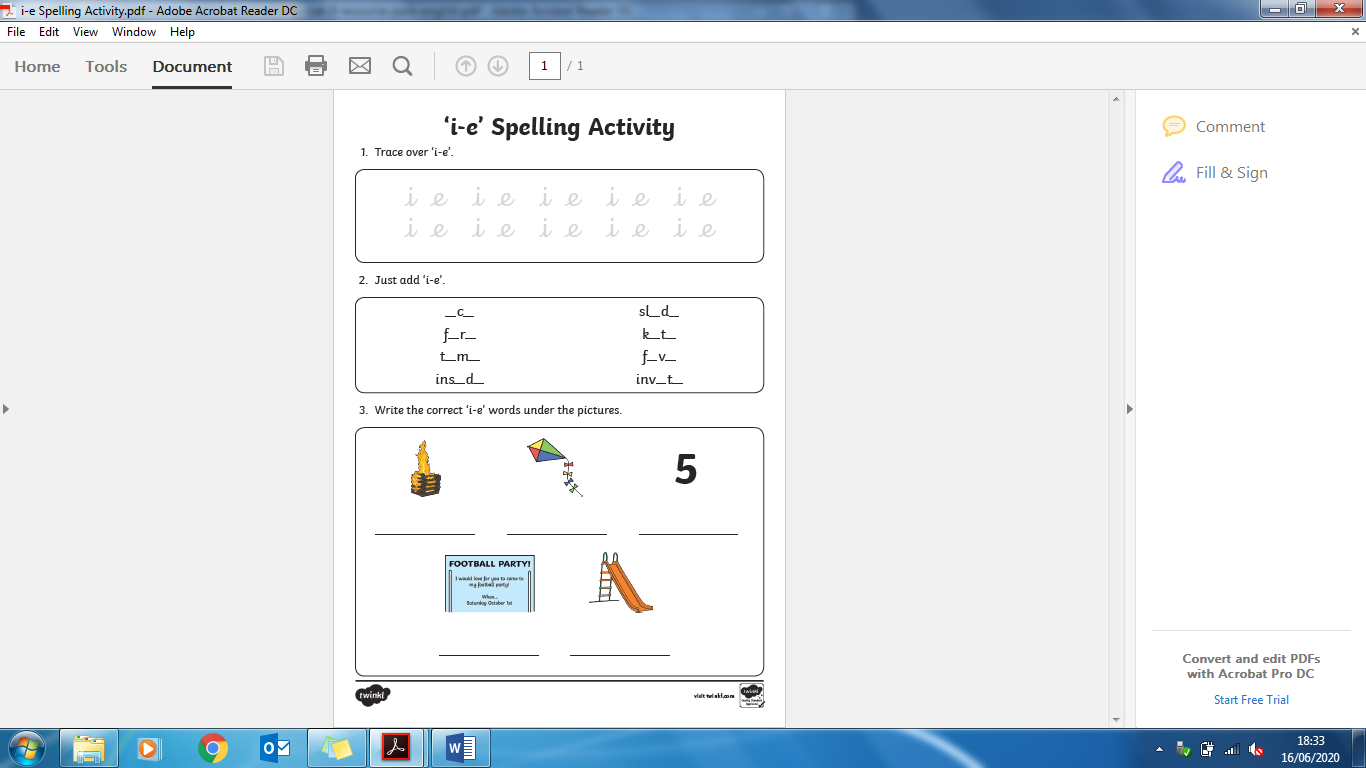 i-e Spelling Activity.pdf - Adobe Acrobat Reader DC
File Edit View Window Help
Home Tools Document 1 / 1
‘i-e’ Spelling Activity
1. Trace over ‘i-e’.
i e i e i e i e i e
i e i e i e i e i e
2. Just add ‘i-e’.
_c_ sl_d_
f_r_ k_t_
t_m_ f_v_
ins_d_ inv_t_
3. Write the correct ‘i-e’ words under the pictures.
5
FOOTBALL PARTY!
I would love for you to come to
my football party!
When...
Saturday October 1st
twinkl
visit twinkl.com
twinkl
Comment
Fill & Sign
Convert and edit PDFs
with Acrobat Pro DC
Start Free Trial
18:33
16/06/2020